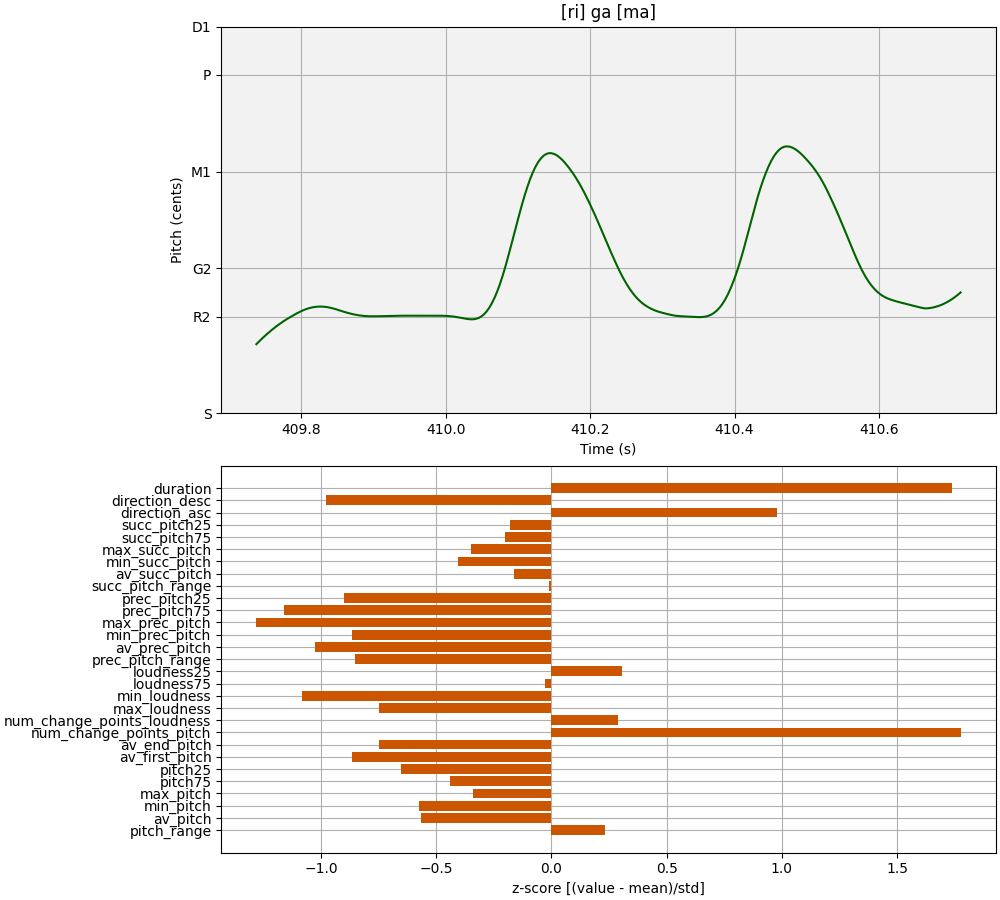 [ri] ga [ma]
D1
P
M1
G2
R2
S
Pitch (cents)
409.8 410.0 410.2 410.4 410.6
Time (s)
duration
direction_desc
direction_asc
succ_pitch25
succ_pitch75
max_succ_pitch
min_succ_pitch
av_succ_pitch
succ_pitch_range
prec_pitch25
prec_pitch75
max_prec_pitch
min_prec_pitch
av_prec_pitch
prec_pitch_range
loudness25
loudness75
min_loudness
max_loudness
num_change_points_loudness
num_change_points_pitch
av_end_pitch
av_first_pitch
pitch25
pitch75
max_pitch
min_pitch
av_pitch
pitch_range
−1.0 −0.5 0.0 0.5 1.0 1.5
z-score [(value - mean)/std]